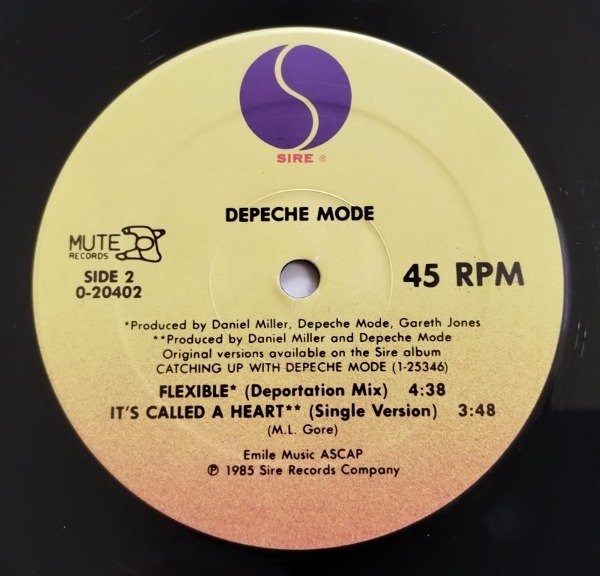 SIRE ®
DEPECHE MODE
MUTE
RECORDS
SIDE 2
0-20402
45 RPM
*Produced by Daniel Miller, Depeche Mode, Gareth Jones
**Produced by Daniel Miller and Depeche Mode
Original versions available on the Sire album
CATCHING UP WITH DEPECHE MODE (1-25346)
FLEXIBLE* (Deportation Mix) 4:38
IT'S CALLED A HEART** (Single Version) 3:48
(M.L. Gore)
Emile Music ASCAP
℗ 1985 Sire Records Company